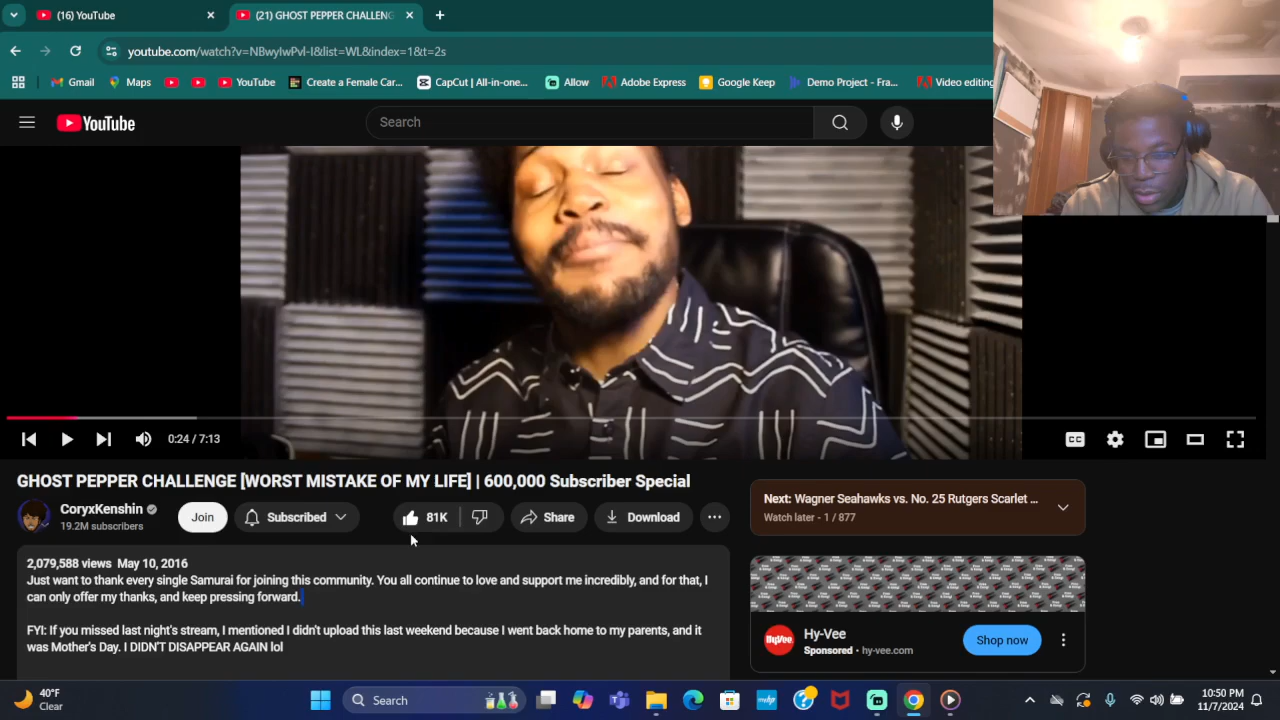 (16) YouTube
(21) GHOST PEPPER CHALLENG
youtube.com/watch?v=NBwylwPvl-I&list=WL&index=1&t=2s
Gmail Maps YouTube Create a Female Car... CapCut | All-in-one... Allow Adobe Express Google Keep Demo Project - Fra... Video editing
YouTube Search
0:24 / 7:13
CC
GHOST PEPPER CHALLENGE [WORST MISTAKE OF MY LIFE] | 600,000 Subscriber Special
CoryxKenshin
19.2M subscribers
Join Subscribed 81K Share Download
Next: Wagner Seahawks vs. No. 25 Rutgers Scarlet ...
Watch later - 1 / 877
2,079,588 views May 10, 2016
Just want to thank every single Samurai for joining this community. You all continue to love and support me incredibly, and for that, I
can only offer my thanks, and keep pressing forward.
FYI: If you missed last night's stream, I mentioned I didn't upload this last weekend because I went back home to my parents, and it
was Mother's Day. I DIDN'T DISAPPEAR AGAIN lol
HyVee
Hy-Vee
Sponsored · hy-vee.com
Shop now
40°F
Clear
Search
10:50 PM
11/7/2024